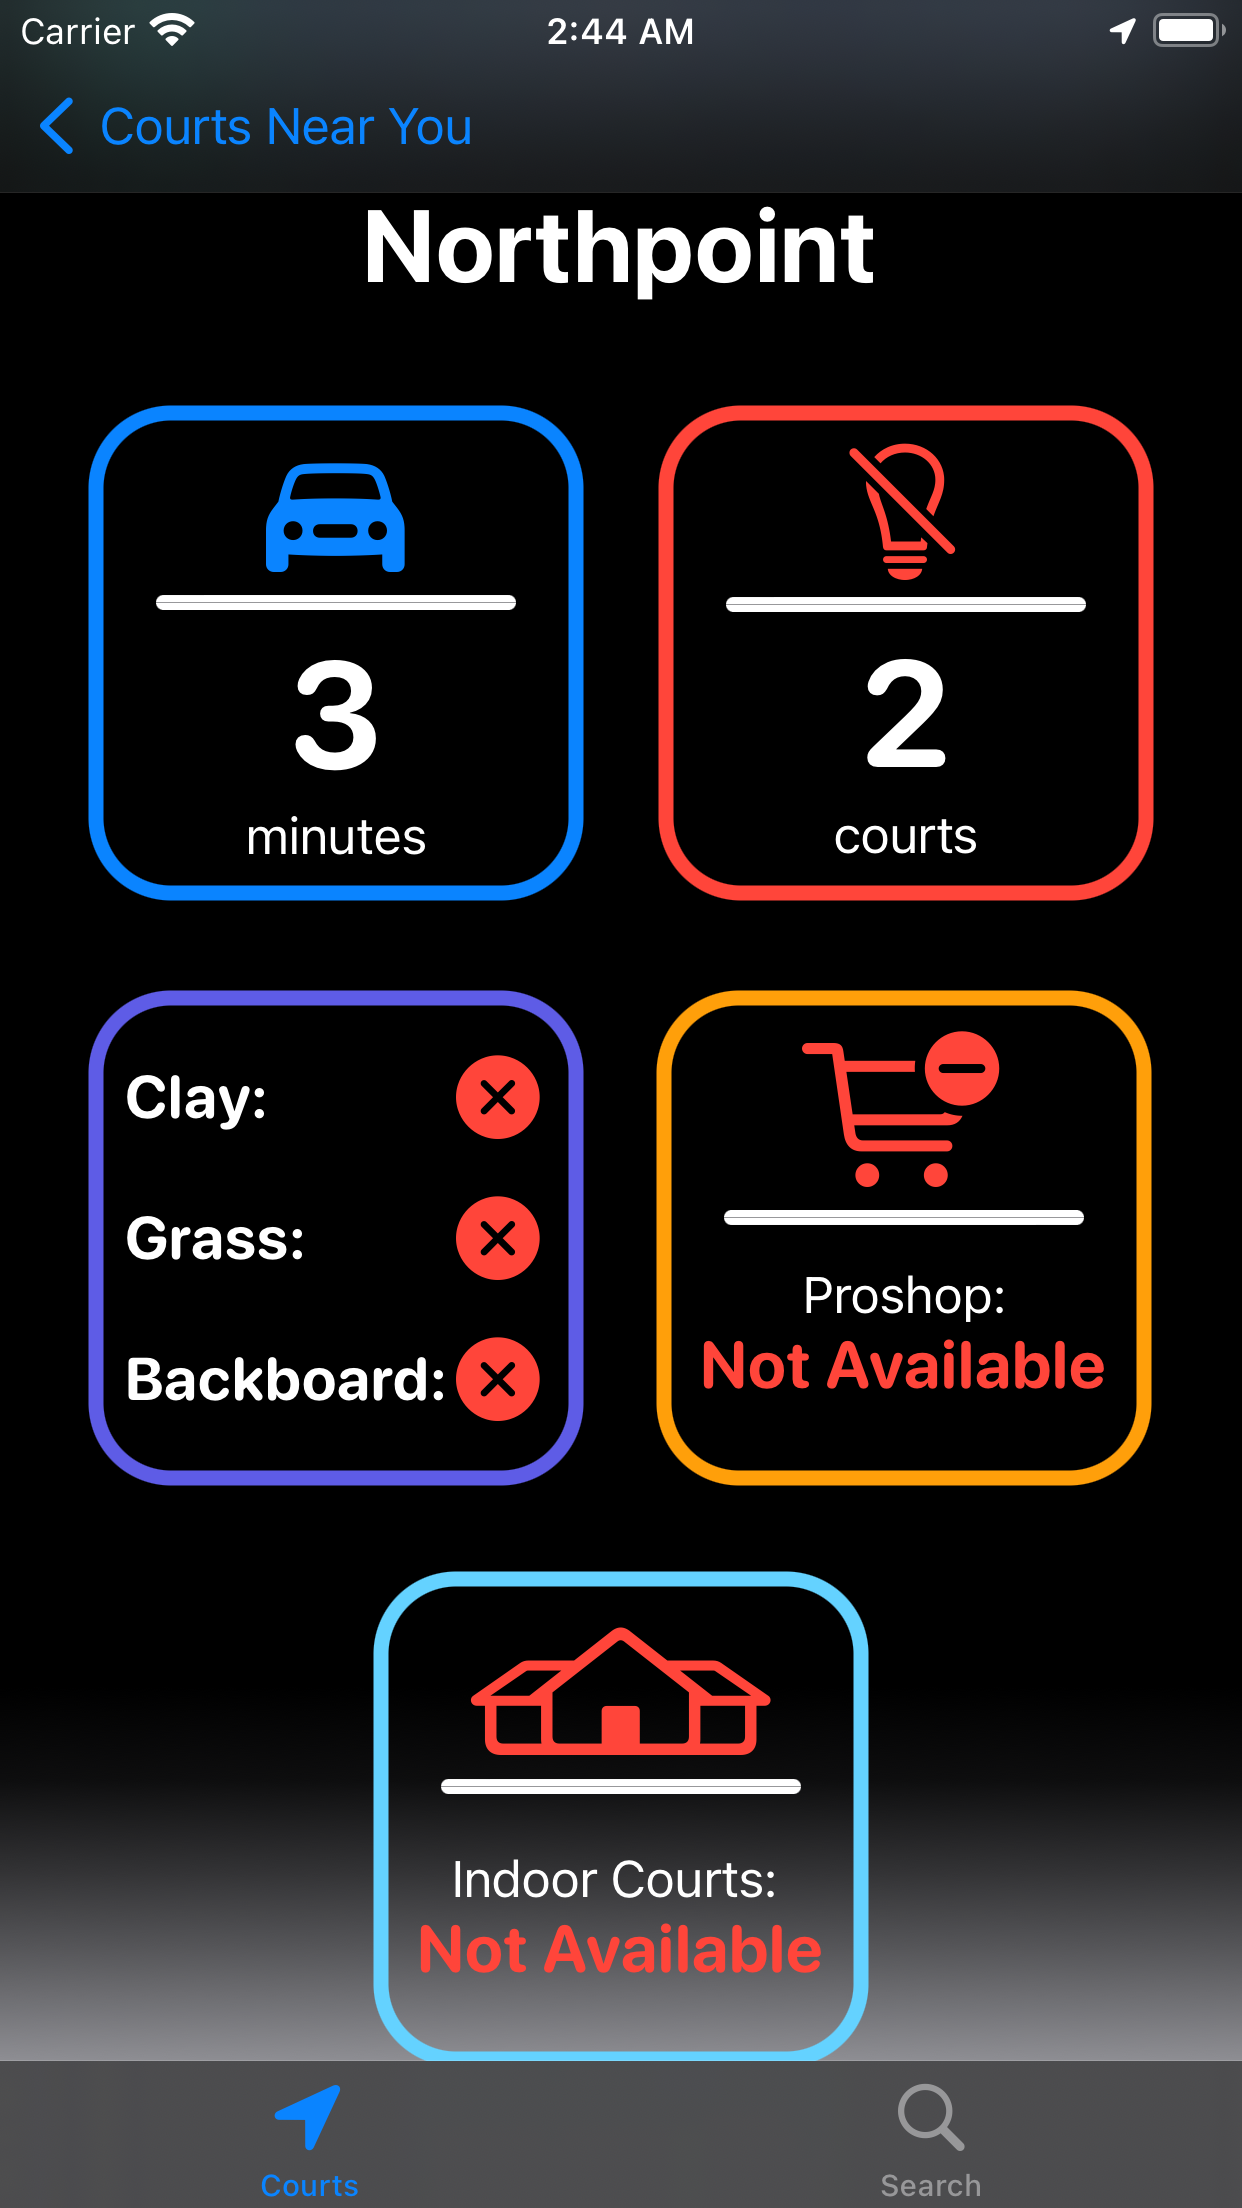 Carrier
2:44 AM
Courts Near You
Northpoint
3
minutes
2
courts
Clay:
Grass:
Backboard:
Proshop:
Not Available
Indoor Courts:
Not Available
Courts
Search